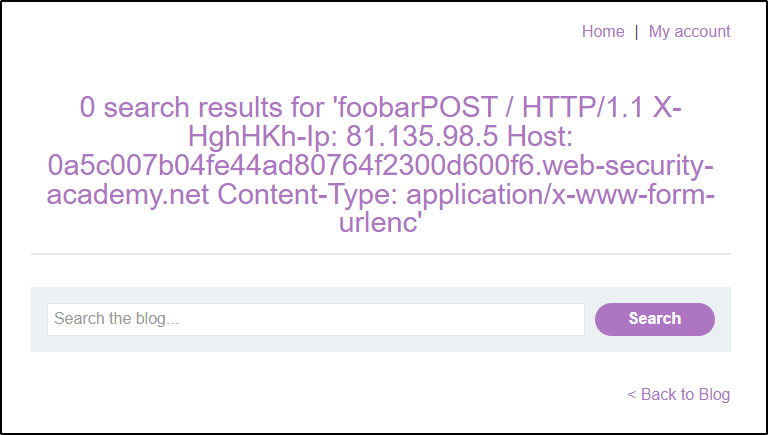 Home | My account
0 search results for 'foobarPOST / HTTP/1.1 X-
HghHKh-Ip: 81.135.98.5 Host:
0a5c007b04fe44ad80764f2300d600f6.web-security-
academy.net Content-Type: application/x-www-form-
urlenc'
Search the blog...
Search
< Back to Blog